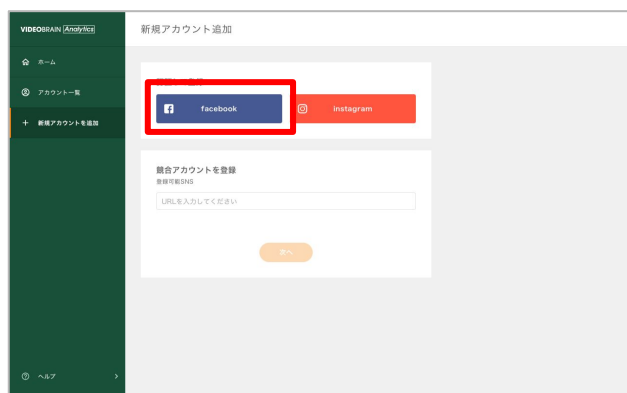 VIDEOBRAIN Analytics
新規アカウント追加
ホーム
アカウント一覧
新規アカウントを追加
facebook
Instagram
競合アカウントを登録
登録可能SNS
URLを入力してください
次へ
ヘルプ